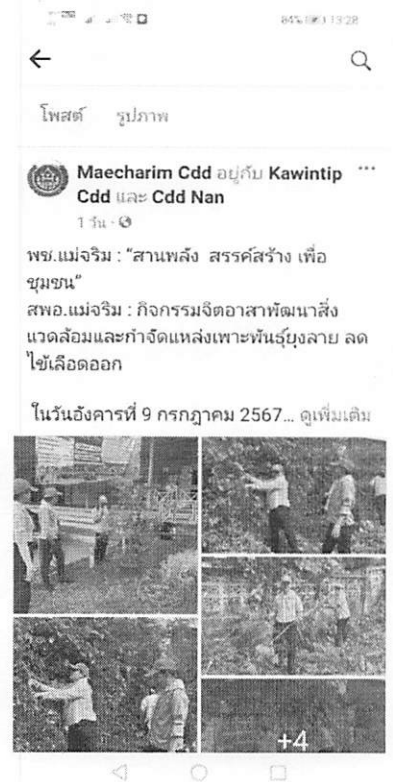 84% 13:28
โพสต์ รูปภาพ
Maecharim Cdd อยู่กับ Kawintip
Cdd และ Cdd Nan
1 วัน ·
พช.แม่จริม : "สานพลัง สรรค์สร้าง เพื่อ
ชุมชน"
สพอ.แม่จริม : กิจกรรมจิตอาสาพัฒนาสิ่ง
แวดล้อมและกำจัดแหล่งเพาะพันธุ์ยุงลาย ลด
ไข้เลือดออก
ในวันอังคารที่ 9 กรกฎาคม 2567... ดูเพิ่มเติม
+4